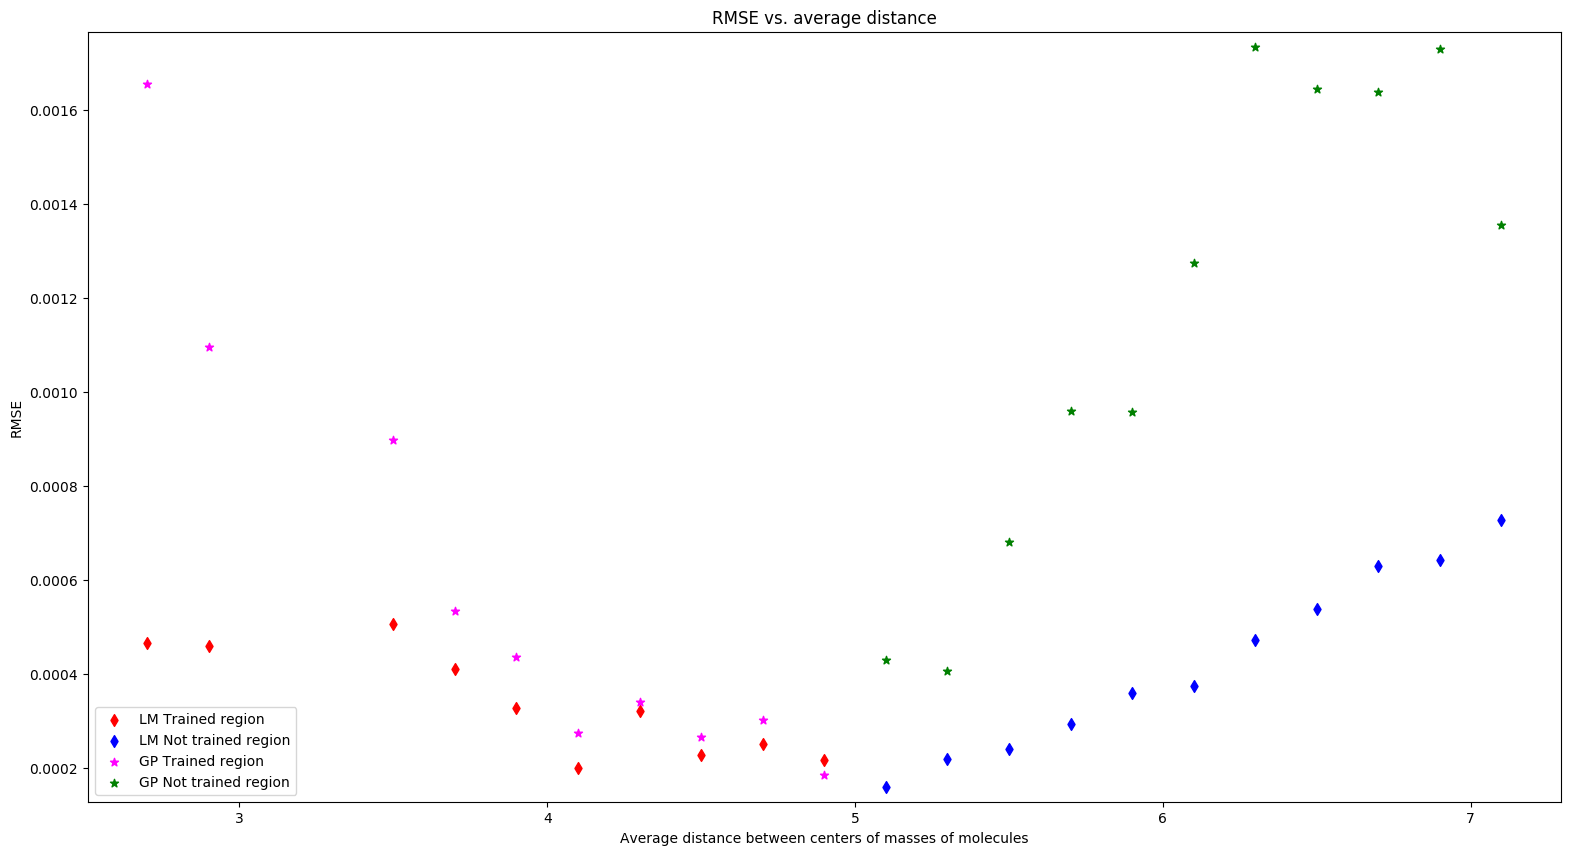 RMSE vs. average distance
RMSE
0.0016
0.0014
0.0012
0.0010
0.0008
0.0006
0.0004
0.0002
LM Trained region
LM Not trained region
GP Trained region
GP Not trained region
3 4 5 6 7
Average distance between centers of masses of molecules